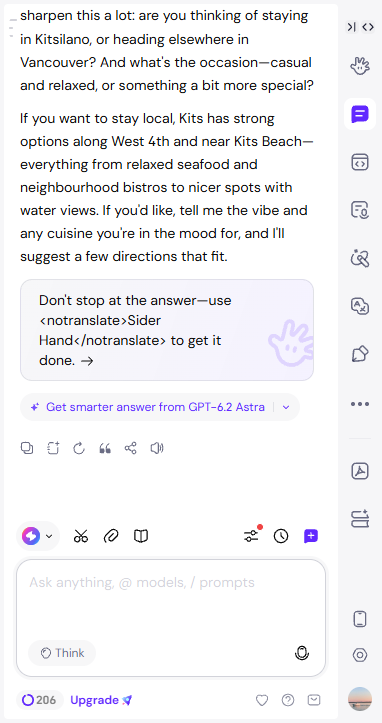 sharpen this a lot: are you thinking of staying
in Kitsilano, or heading elsewhere in
Vancouver? And what's the occasion—casual
and relaxed, or something a bit more special?
If you want to stay local, Kits has strong
options along West 4th and near Kits Beach—
everything from relaxed seafood and
neighbourhood bistros to nicer spots with
water views. If you'd like, tell me the vibe and
any cuisine you're in the mood for, and I'll
suggest a few directions that fit.
Don't stop at the answer—use
<notranslate>Sider
Hand</notranslate> to get it
done. →
Get smarter answer from GPT-6.2 Astra
Ask anything, @ models, / prompts
Think
206 Upgrade